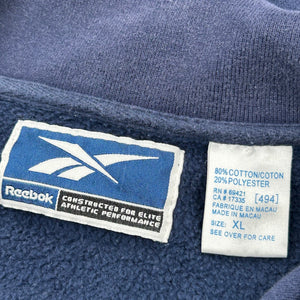 Reebok
CONSTRUCTED FOR ELITE
ATHLETIC PERFORMANCE
80% COTTON/COTON
20% POLYESTER
RN# 69421
CA# 17335 [494]
FABRIQUE EN MACAU
MADE IN MACAU
SIZE: XL
SEE OVER FOR CARE